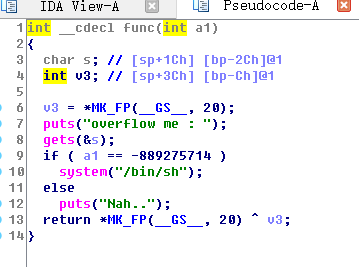 IDA View-A
Pseudocode-A
1 int __cdecl func(int a1)
2 {
3 char s; // [sp+1Ch] [bp-2Ch]@1
4 int v3; // [sp+3Ch] [bp-Ch]@1
5
6 v3 = *MK_FP(__GS__, 20);
7 puts("overflow me : ");
8 gets(&s);
9 if ( a1 == -889275714 )
10 system("/bin/sh");
11 else
12 puts("Nah..");
13 return *MK_FP(__GS__, 20) ^ v3;
14 }